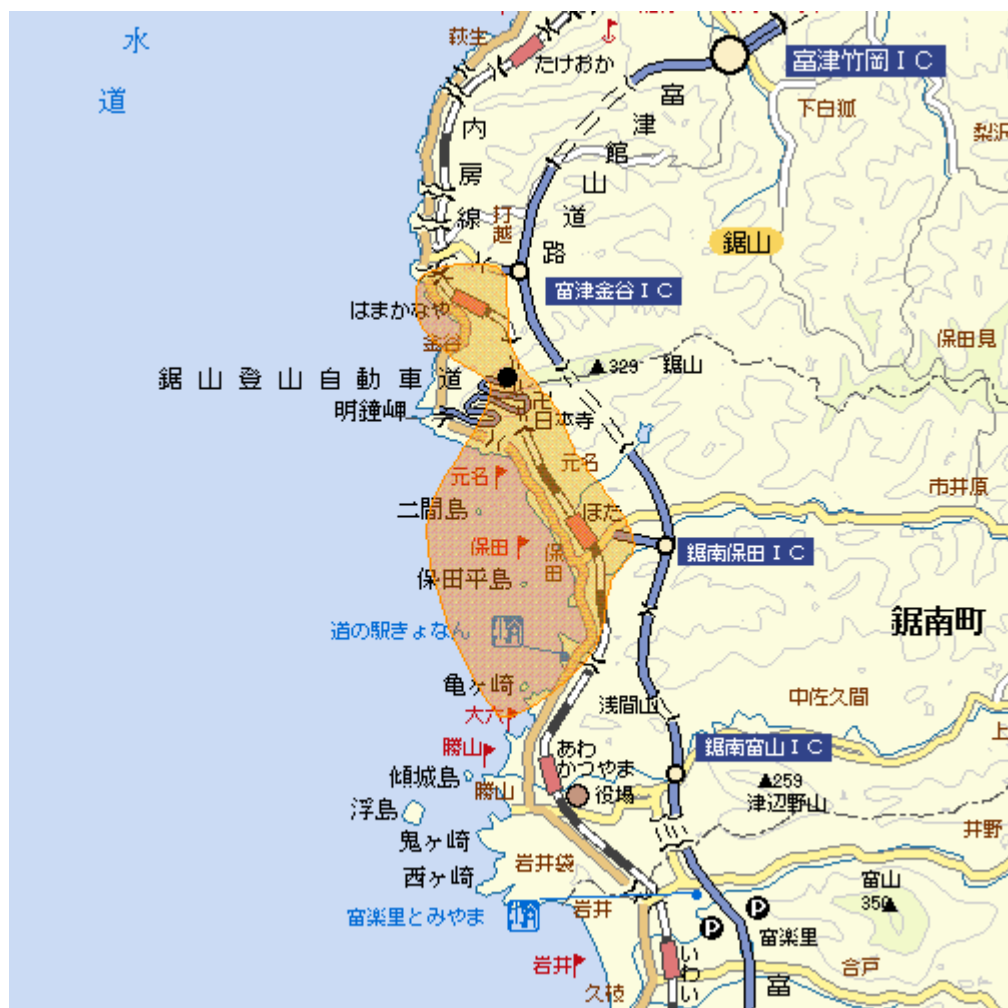 水
道
萩生
たけおか
富津竹岡ＩＣ
下白狐
梨沢
内房線
富津館山道路
打越
鋸山
富津金谷ＩＣ
はまかなや
金谷
保田見
▲329 鋸山
鋸山登山自動車道
明鐘岬
卍
日本寺
元名
元名
市井原
二間島
ほた
保田
保田
鋸南保田ＩＣ
保田平島
鋸南町
道の駅きょなん
亀ヶ崎
浅間山
中佐久間
大六
勝山
あわかつやま
鋸南富山ＩＣ
傾城島
勝山
役場
▲259
津辺野山
浮島
井野
鬼ヶ崎
岩井袋
西ヶ崎
富山
350▲
富楽里とみやま
岩井
P
P
富楽里
岩井
いわい
合戸
久枝
富
上